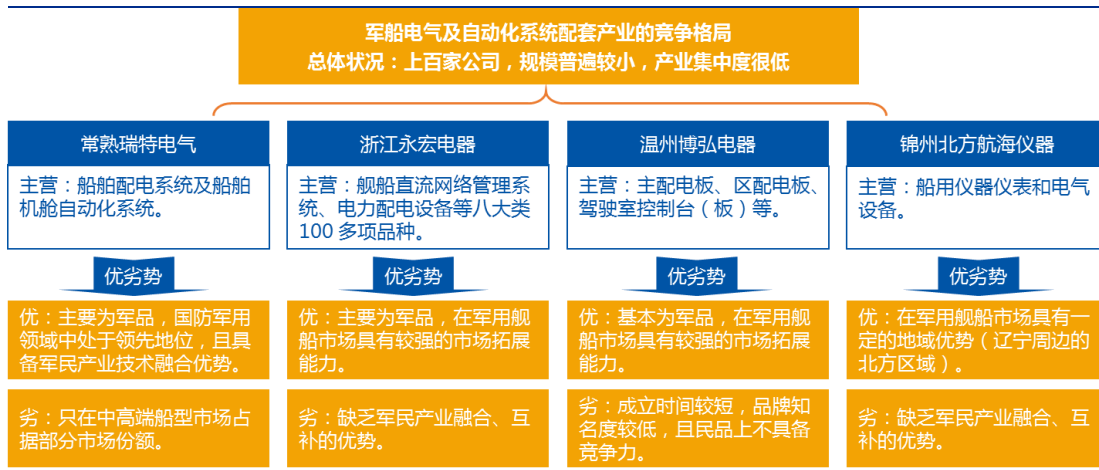 军船电气及自动化系统配套产业的竞争格局
总体状况：上百家公司，规模普遍较小，产业集中度很低
常熟瑞特电气
主营：船舶配电系统及船舶
机舱自动化系统。
优劣势
优：主要为军品，国防军用
领域中处于领先地位，且具
备军民产业技术融合优势。
劣：只在中高端船型市场占
据部分市场份额。
浙江永宏电器
主营：舰船直流网络管理系
统、电力配电设备等八大类
100 多项品种。
优劣势
优：主要为军品，在军用舰
船市场具有较强的市场拓展
能力。
劣：缺乏军民产业融合、互
补的优势。
温州博弘电器
主营：主配电板、区配电板、
驾驶室控制台（板）等。
优劣势
优：基本为军品，在军用舰
船市场具有较强的市场拓展
能力。
劣：成立时间较短，品牌知
名度较低，且民品上不具备
竞争力。
锦州北方航海仪器
主营：船用仪器仪表和电气
设备。
优劣势
优：在军用舰船市场具有一
定的地域优势（辽宁周边的
北方区域）。
劣：缺乏军民产业融合、互
补的优势。